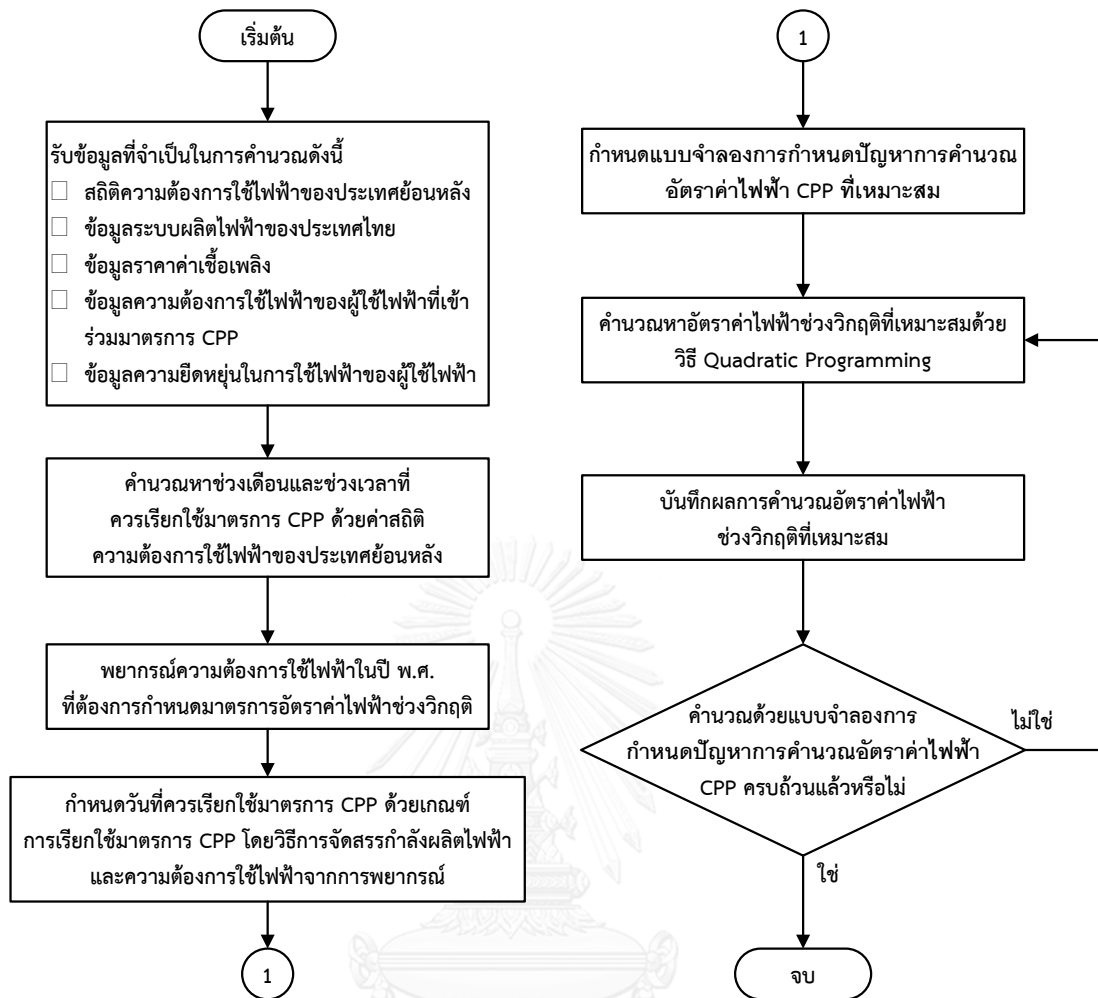 เริ่มต้น
รับข้อมูลที่จำเป็นในการคำนวณดังนี้
สถิติความต้องการใช้ไฟฟ้าของประเทศย้อนหลัง
ข้อมูลระบบผลิตไฟฟ้าของประเทศไทย
ข้อมูลราคาค่าเชื้อเพลิง
ข้อมูลความต้องการใช้ไฟฟ้าของผู้ใช้ไฟฟ้าที่เข้า
ร่วมมาตรการ CPP
ข้อมูลความยืดหยุ่นในการใช้ไฟฟ้าของผู้ใช้ไฟฟ้า
คำนวณหาช่วงเดือนและช่วงเวลาที่
ควรเรียกใช้มาตรการ CPP ด้วยค่าสถิติ
ความต้องการใช้ไฟฟ้าของประเทศย้อนหลัง
พยากรณ์ความต้องการใช้ไฟฟ้าในปี พ.ศ.
ที่ต้องการกำหนดมาตรการอัตราค่าไฟฟ้าช่วงวิกฤติ
กำหนดวันที่ควรเรียกใช้มาตรการ CPP ด้วยเกณฑ์
การเรียกใช้มาตรการ CPP โดยวิธีการจัดสรรกำลังผลิตไฟฟ้า
และความต้องการใช้ไฟฟ้าจากการพยากรณ์
1
1
กำหนดแบบจำลองการกำหนดปัญหาการคำนวณ
อัตราค่าไฟฟ้า CPP ที่เหมาะสม
คำนวณหาอัตราค่าไฟฟ้าช่วงวิกฤติที่เหมาะสมด้วย
วิธี Quadratic Programming
บันทึกผลการคำนวณอัตราค่าไฟฟ้า
ช่วงวิกฤติที่เหมาะสม
คำนวณด้วยแบบจำลองการ
กำหนดปัญหาการคำนวณอัตราค่าไฟฟ้า
CPP ครบถ้วนแล้วหรือไม่
ไม่ใช่
ใช่
จบ